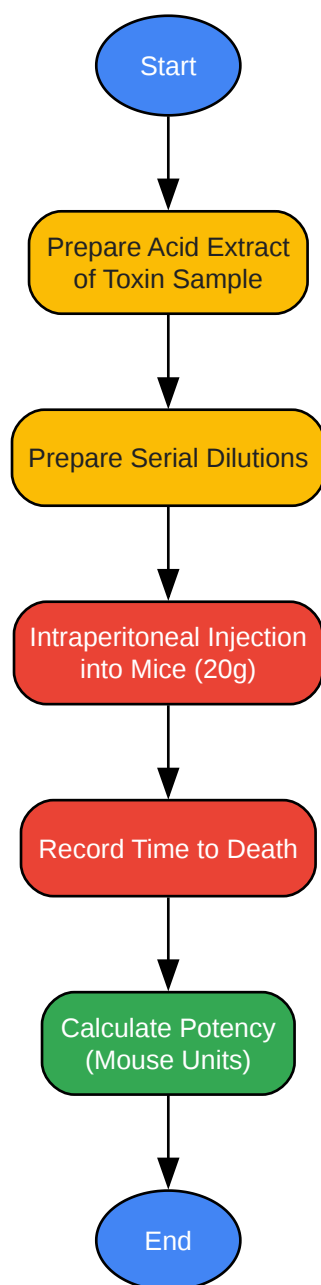 Start
Prepare Acid Extract
of Toxin Sample
Prepare Serial Dilutions
Intraperitoneal Injection
into Mice (20g)
Record Time to Death
Calculate Potency
(Mouse Units)
End